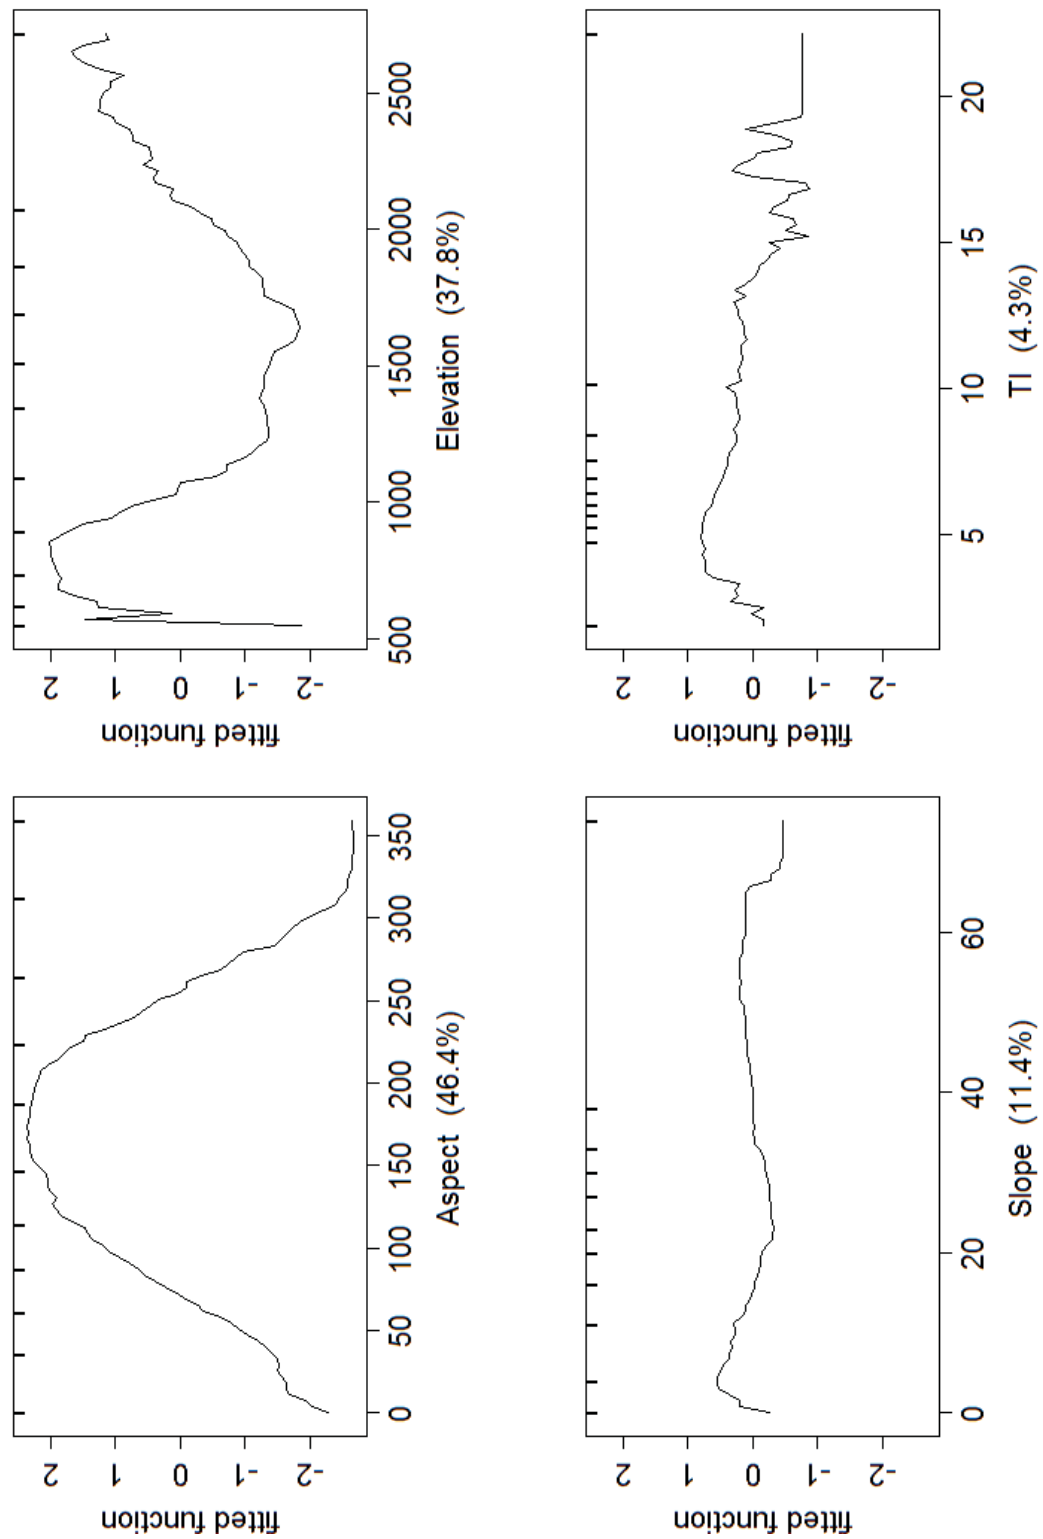 fitted function
-2 -1 0 1 2
0 50 100 150 200 250 300 350
Aspect (46.4%)
fitted function
-2 -1 0 1 2
500 1000 1500 2000 2500
Elevation (37.8%)
fitted function
-2 -1 0 1 2
0 20 40 60
Slope (11.4%)
fitted function
-2 -1 0 1 2
5 10 15 20
TI (4.3%)